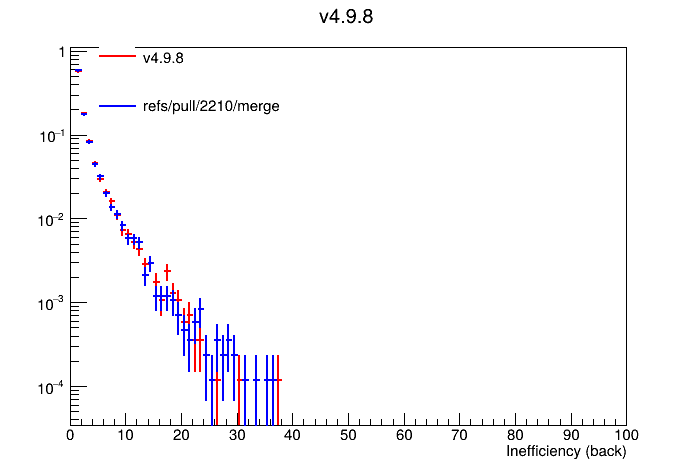 v4.9.8
1
v4.9.8
refs/pull/2210/merge
10⁻¹
10⁻²
10⁻³
10⁻⁴
0 10 20 30 40 50 60 70 80 90 100
Inefficiency (back)